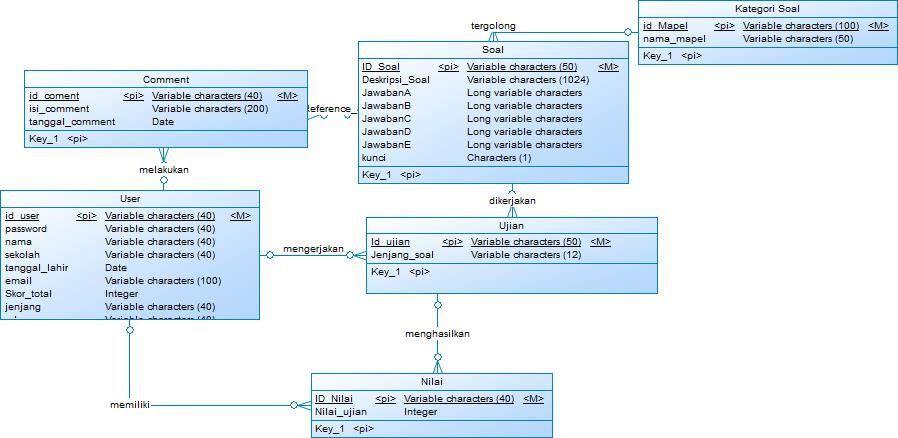 Kategori Soal
id_Mapel <pi> Variable characters (100) <M>
nama_mapel Variable characters (50)
Key_1 <pi>
tergolong
Soal
ID_Soal <pi> Variable characters (50) <M>
Deskripsi_Soal Variable characters (1024)
JawabanA Long variable characters
JawabanB Long variable characters
JawabanC Long variable characters
JawabanD Long variable characters
JawabanE Long variable characters
kunci Characters (1)
Key_1 <pi>
Comment
id_coment <pi> Variable characters (40) <M>
isi_comment Variable characters (200)
tanggal_comment Date
Key_1 <pi>
Reference_
melakukan
dikerjakan
User
id_user <pi> Variable characters (40) <M>
password Variable characters (40)
nama Variable characters (40)
sekolah Variable characters (40)
tanggal_lahir Date
email Variable characters (100)
Skor_total Integer
jenjang Variable characters (40)
mengerjakan
Ujian
Id_ujian <pi> Variable characters (50) <M>
Jenjang_soal Variable characters (12)
Key_1 <pi>
menghasilkan
memiliki
Nilai
ID_Nilai <pi> Variable characters (40) <M>
Nilai_ujian Integer
Key_1 <pi>